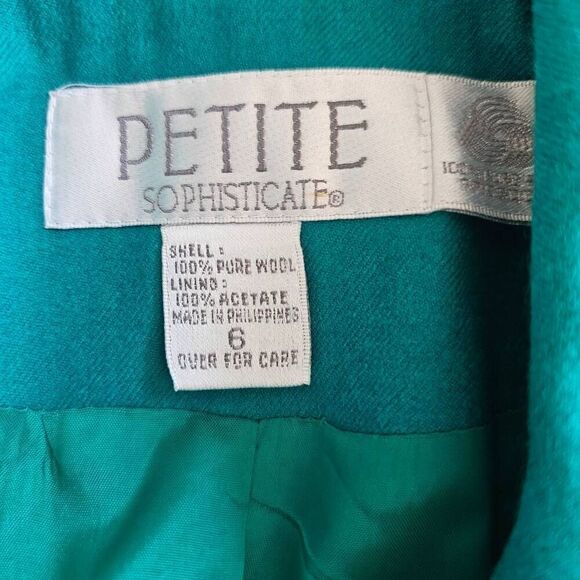 PETITE
SOPHISTICATE®
SHELL:
100% PURE WOOL
LINING:
100% ACETATE
MADE IN PHILIPPINES
6
OVER FOR CARE